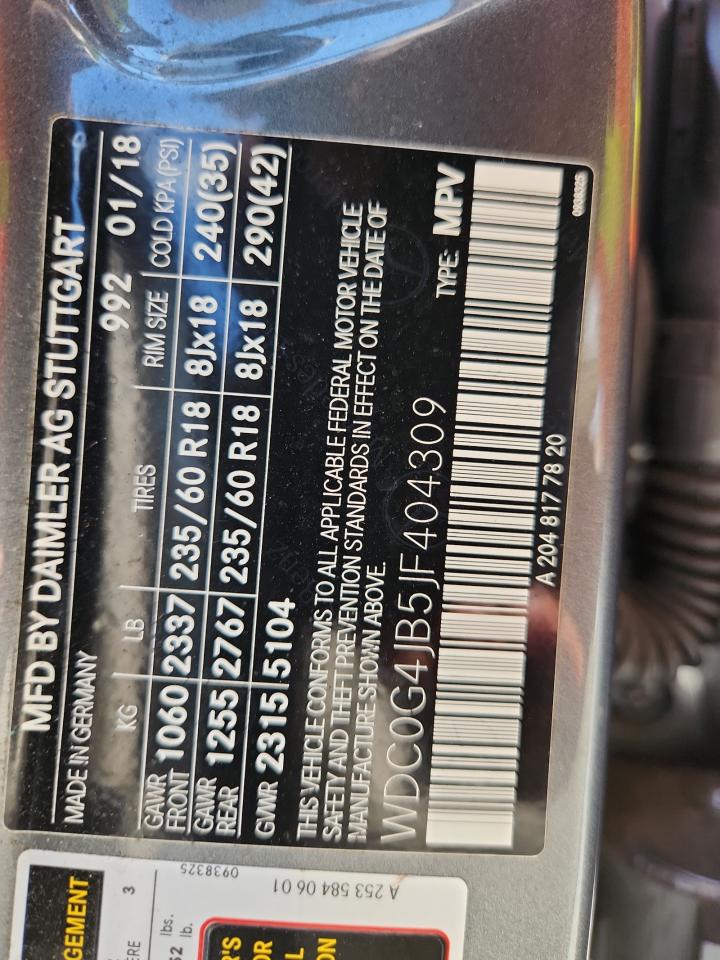 MFD BY DAIMLER AG STUTTGART
MADE IN GERMANY 992 01/18
KG LB TIRES RIM SIZE COLD KPA(PSI)
GAWR FRONT 1060 2337 235/60 R18 8Jx18 240(35)
GAWR REAR 1255 2767 235/60 R18 8Jx18 290(42)
GVWR 2315 5104
THIS VEHICLE CONFORMS TO ALL APPLICABLE FEDERAL MOTOR VEHICLE
SAFETY AND THEFT PREVENTION STANDARDS IN EFFECT ON THE DATE OF
MANUFACTURE SHOWN ABOVE.
TYPE: MPV
WDC0G4JB5JF404309
A 204 817 78 20
0938325
A 253 584 06 01
GEMENT
ERE 3
lbs.
52 lb.
R'S
OR
L
ON